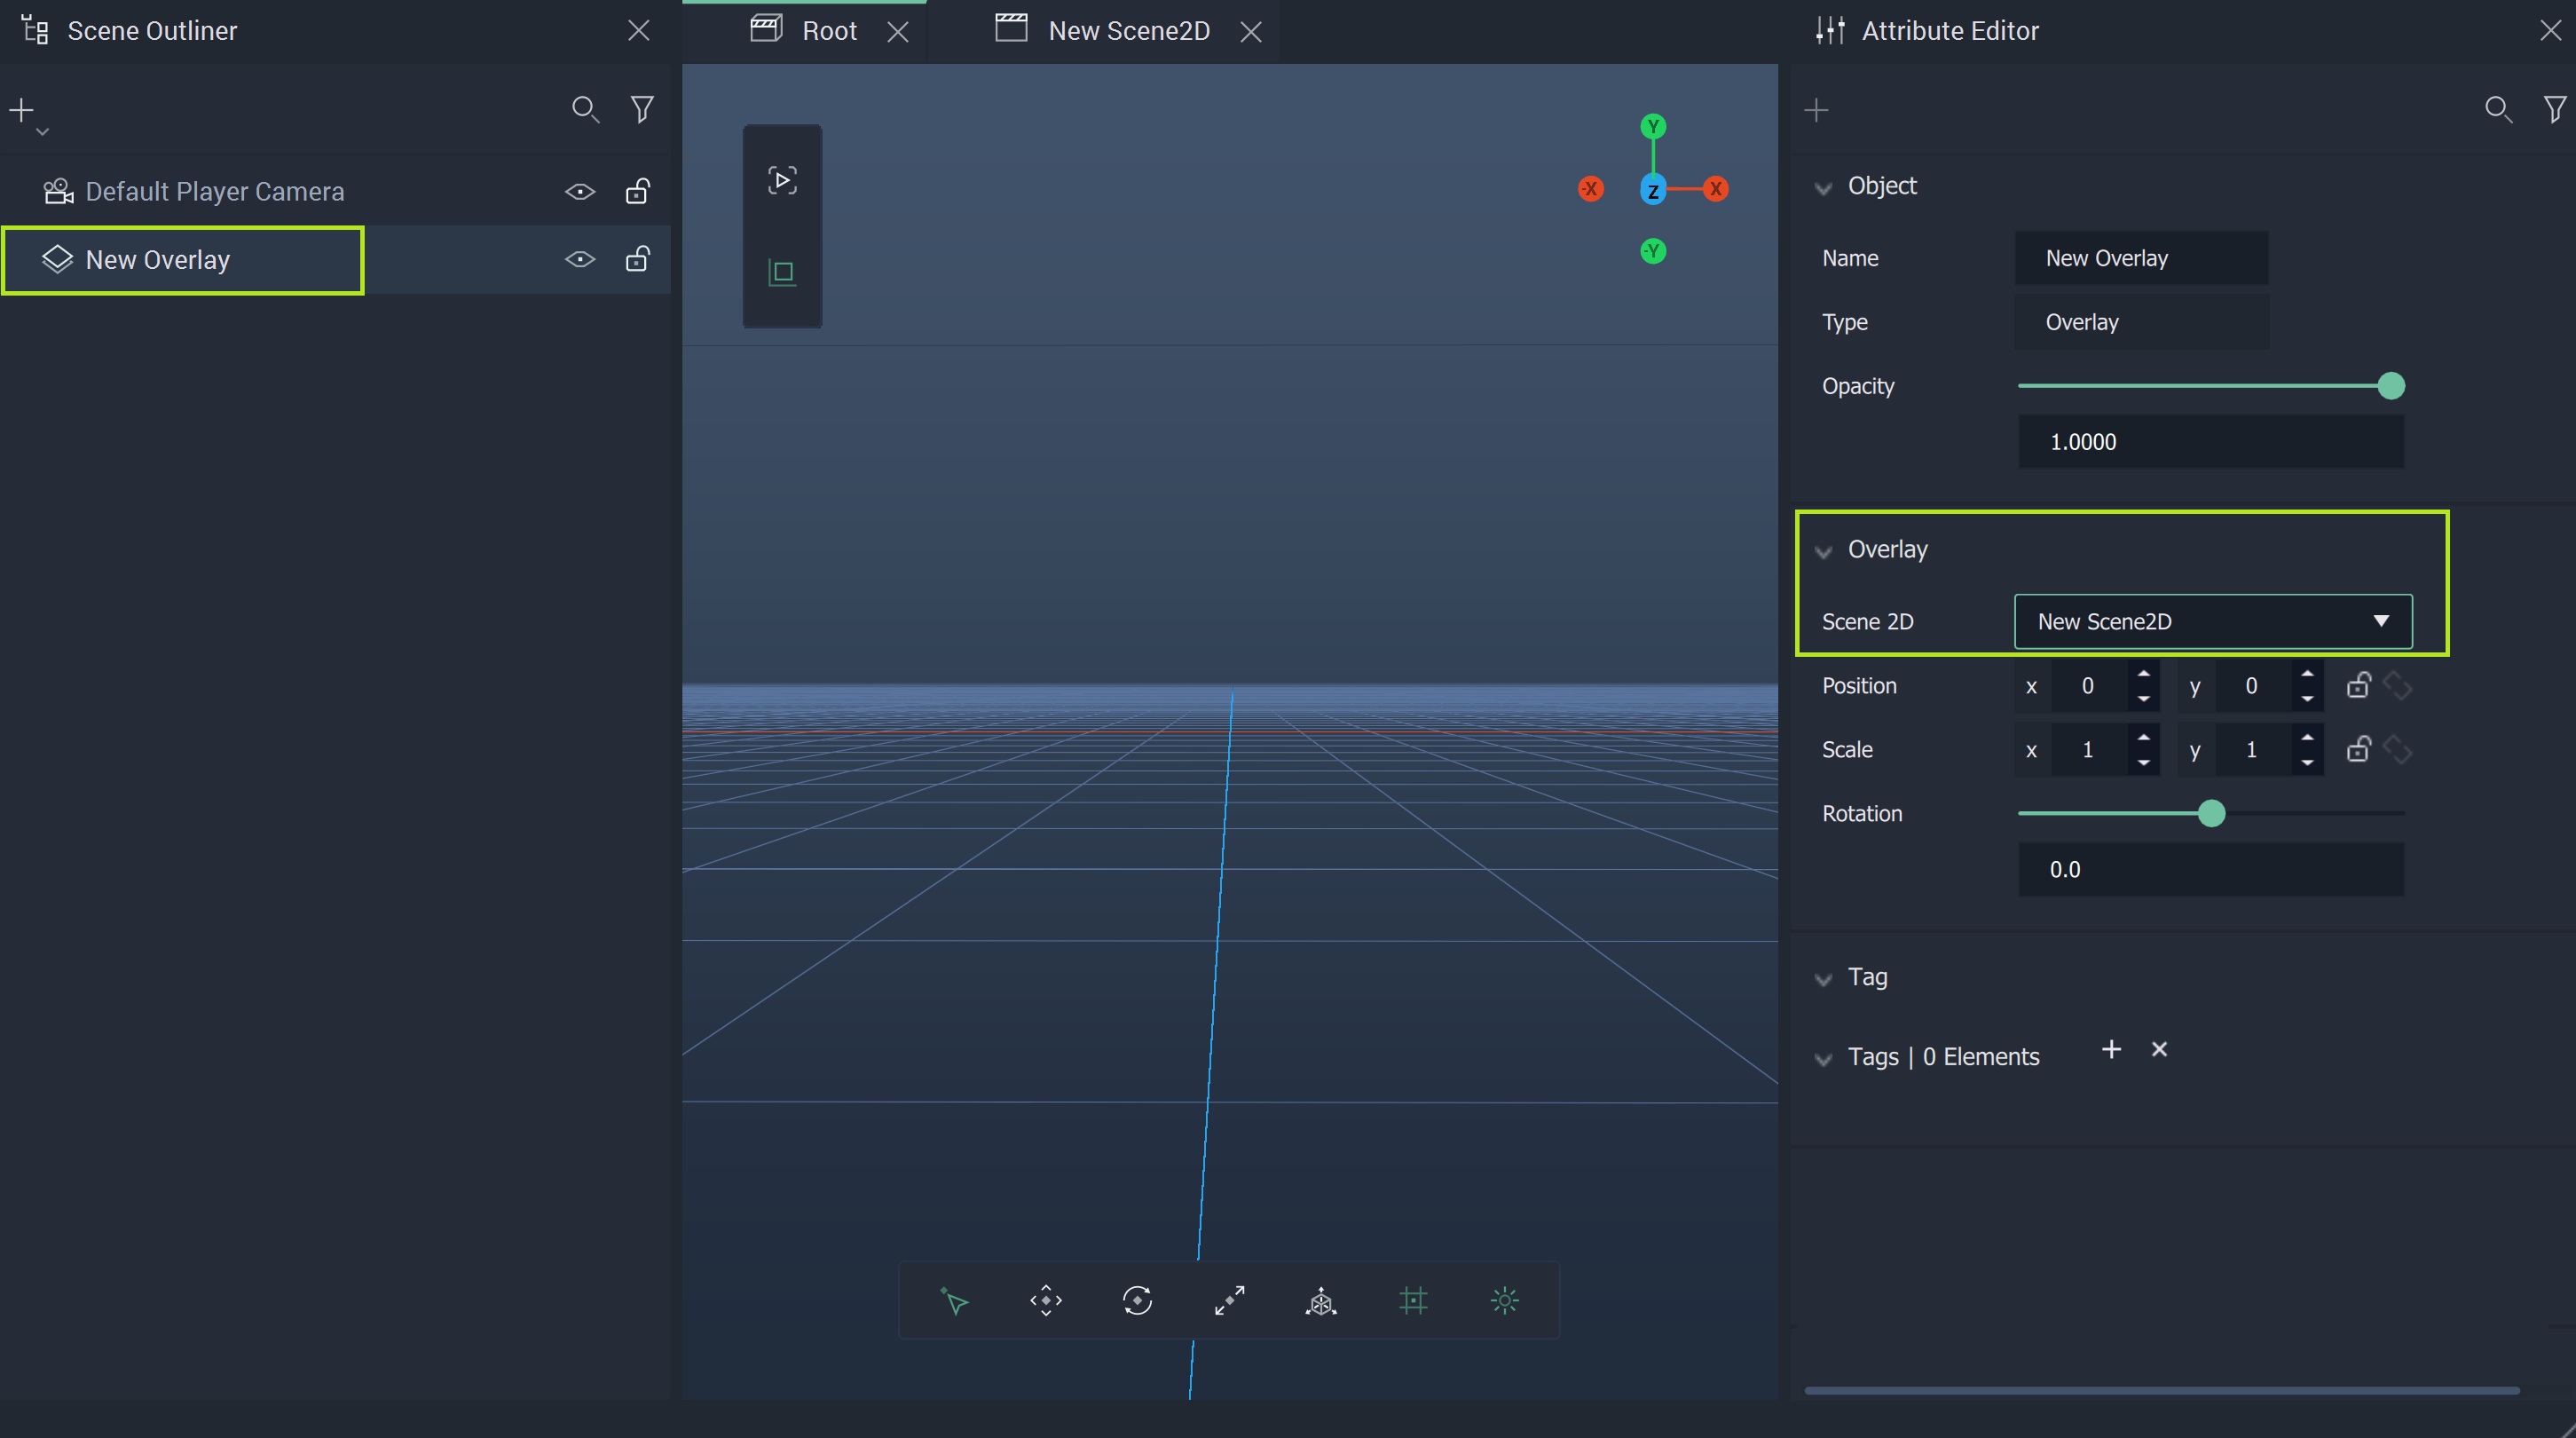 Scene Outliner
Root
New Scene2D
Attribute Editor
Default Player Camera
New Overlay
Y
-X
Z
X
-Y
Object
Name
New Overlay
Type
Overlay
Opacity
1.0000
Overlay
Scene 2D
New Scene2D
Position
x 0 y 0
Scale
x 1 y 1
Rotation
0.0
Tag
Tags | 0 Elements